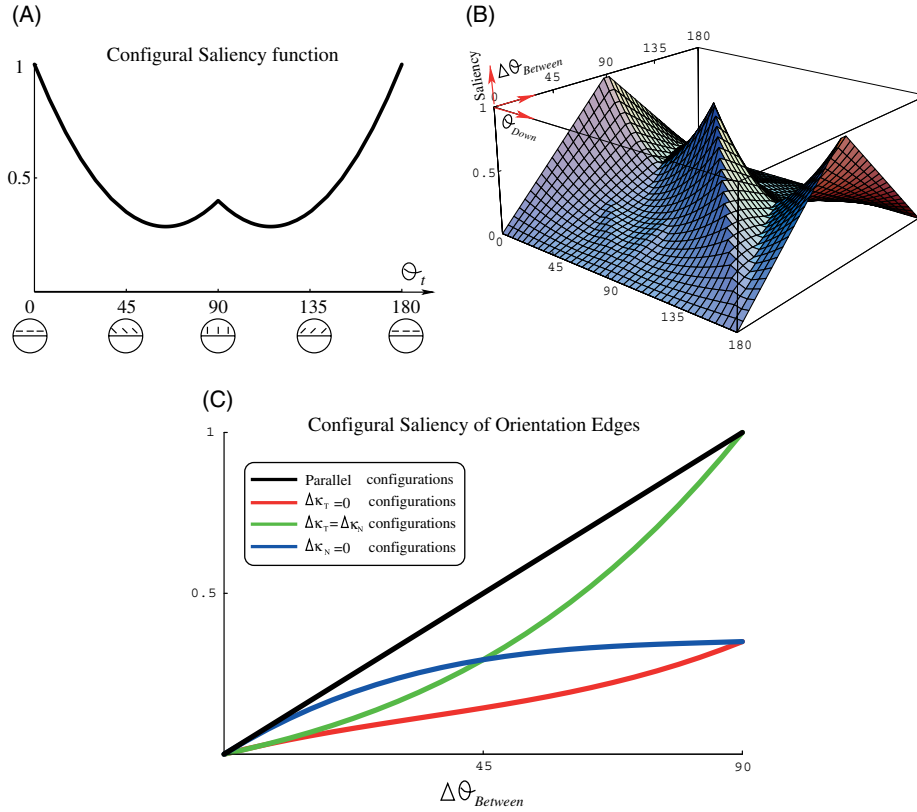 (A)
Configural Saliency function
1
0.5
0 45 90 135 180
ϴt
(B)
Saliency
ΔϴBetween
ϴDown
0 45 90 135 180
1
0.5
0
0 45 90 135 180
(C)
Configural Saliency of Orientation Edges
1
0.5
Parallel configurations
ΔκT=0 configurations
ΔκT=ΔκN configurations
ΔκN=0 configurations
45 90
ΔϴBetween